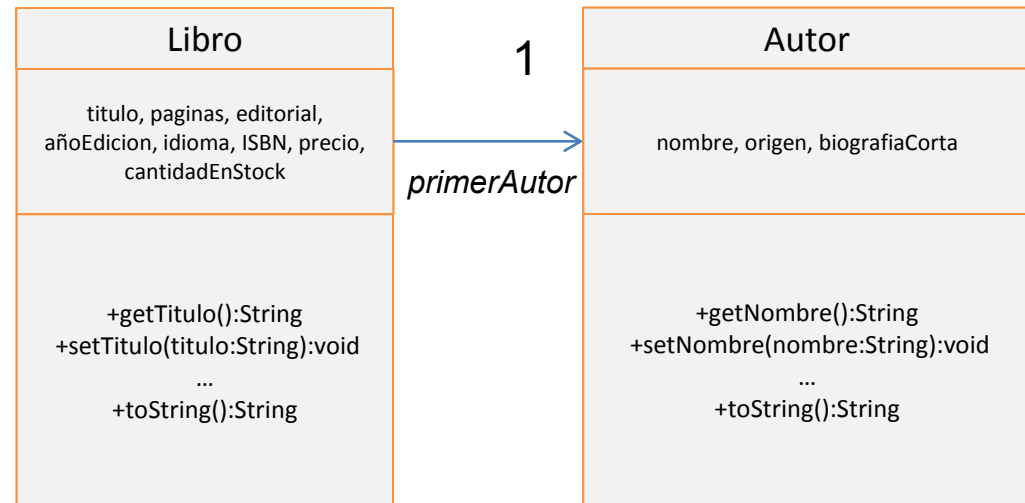 Libro
titulo, paginas, editorial,
añoEdicion, idioma, ISBN, precio,
cantidadEnStock
+getTitulo():String
+setTitulo(titulo:String):void
...
+toString():String
1
primerAutor
Autor
nombre, origen, biografiaCorta
+getNombre():String
+setNombre(nombre:String):void
...
+toString():String